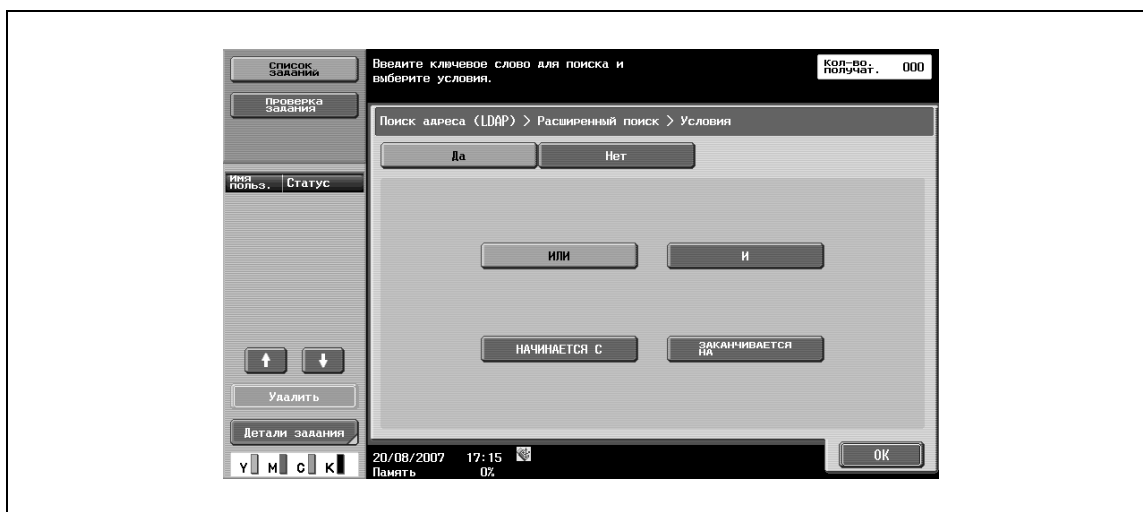 Список
заданий
Проверка
задания
Имя
польз.
Статус
Удалить
Детали задания
Y M C K
Введите ключевое слово для поиска и
выберите условия.
Кол-во.
получат.
000
Поиск адреса (LDAP) > Расширенный поиск > Условия
Да
Нет
ИЛИ
И
НАЧИНАЕТСЯ С
ЗАКАНЧИВАЕТСЯ
НА
20/08/2007 17:15
Память 0%
OK